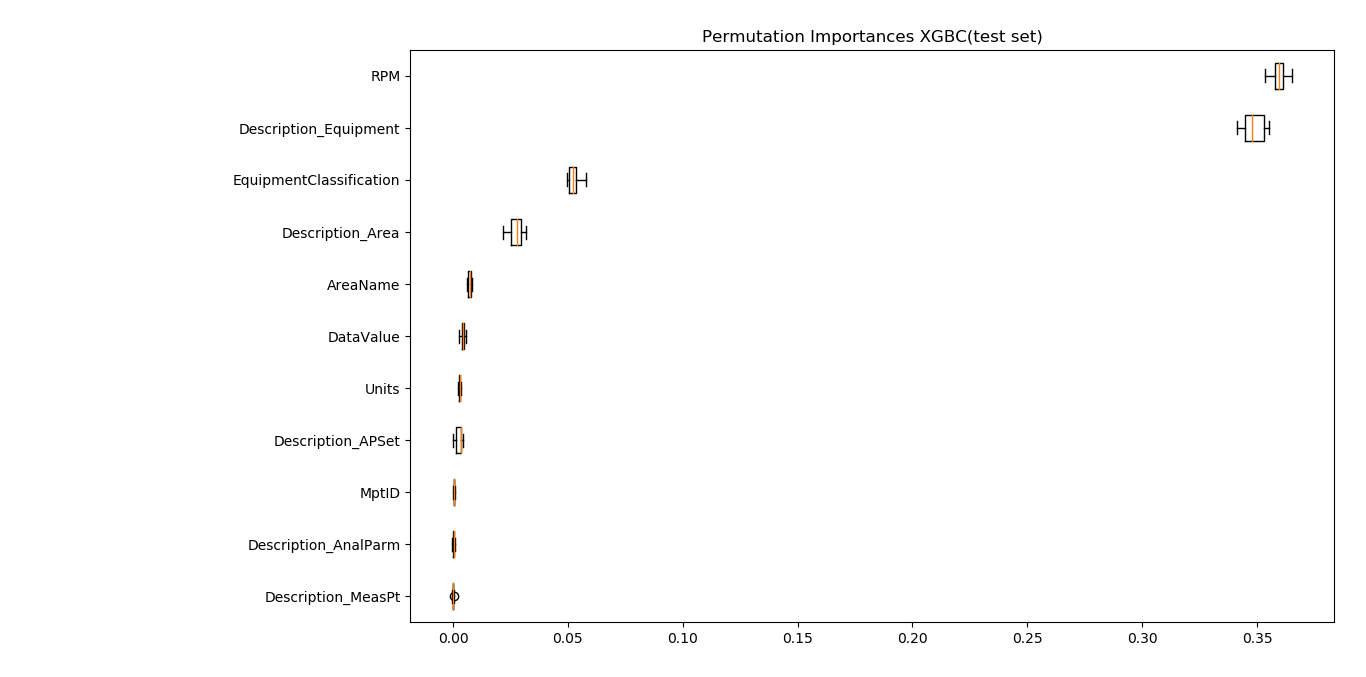 Permutation Importances XGBC(test set)
RPM
Description_Equipment
EquipmentClassification
Description_Area
AreaName
DataValue
Units
Description_APSet
MptID
Description_AnalParm
Description_MeasPt
0.00 0.05 0.10 0.15 0.20 0.25 0.30 0.35